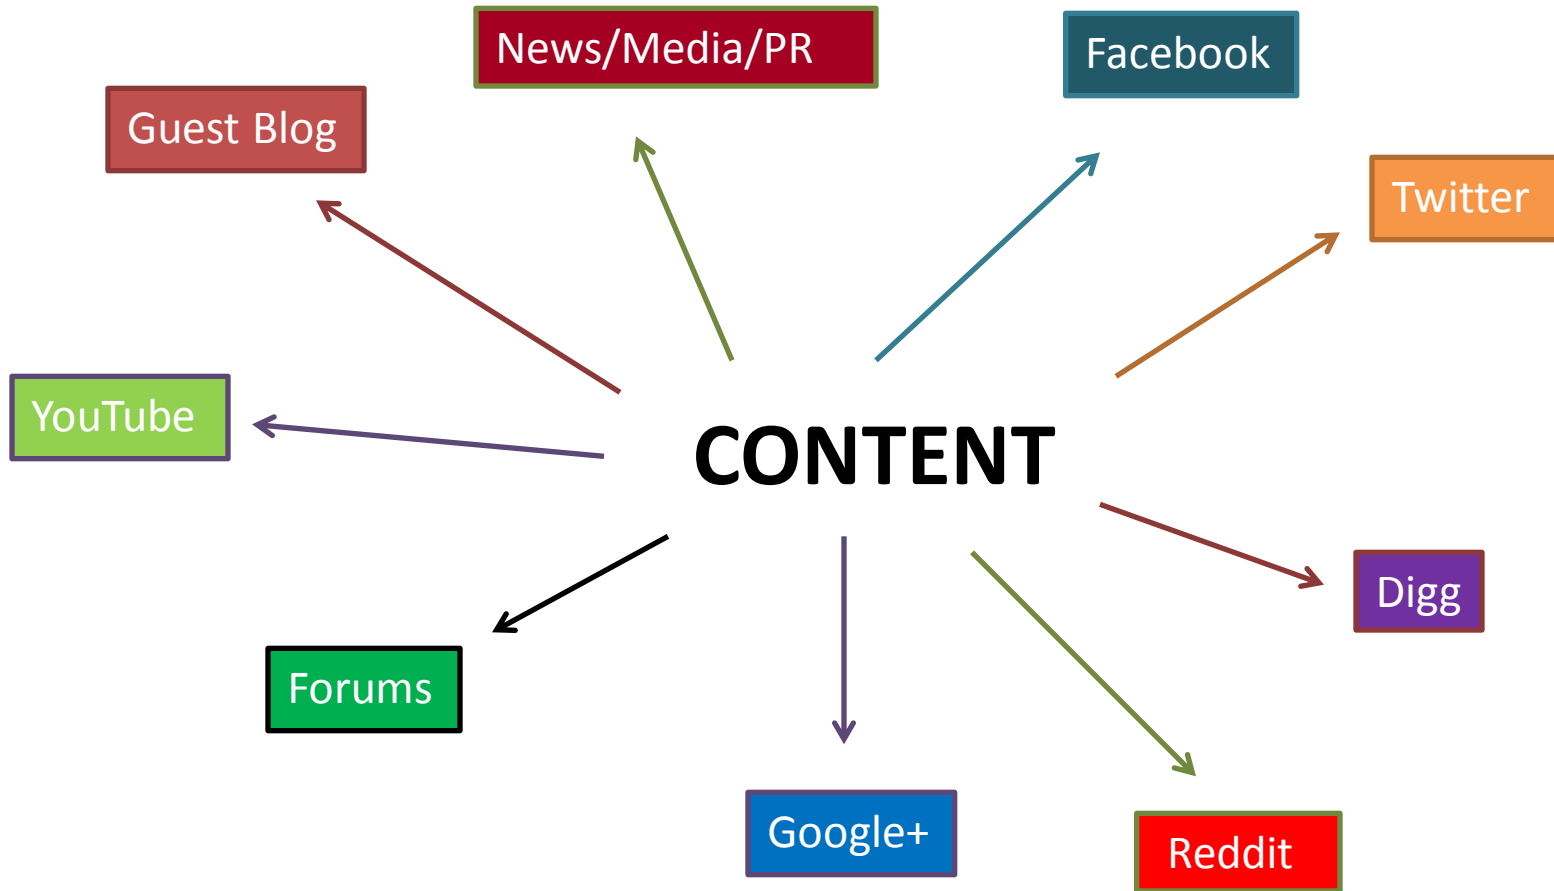 News/Media/PR
Facebook
Guest Blog
Twitter
YouTube
CONTENT
Digg
Forums
Google+
Reddit